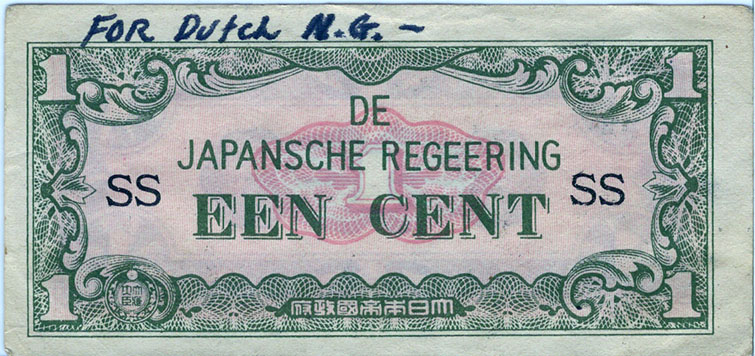 FOR Dutch N.G. —
1 1
DE
JAPANSCHE REGEERING
SS EEN CENT SS
1 1
1
大日本帝國政府